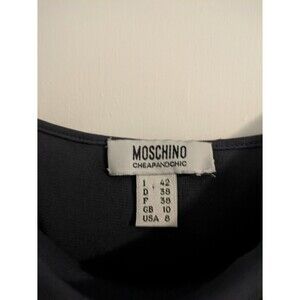 MOSCHINO
CHEAPANDCHIC
I 42
D 38
F 38
GB 10
USA 8